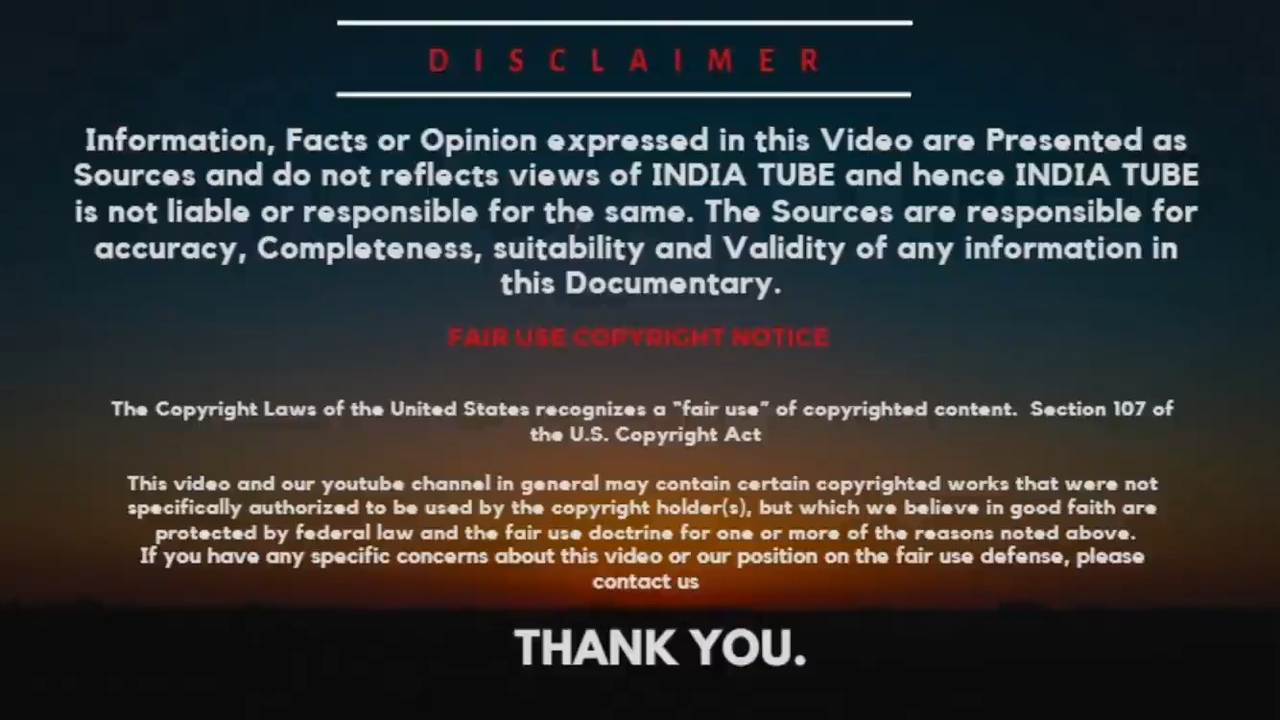 DISCLAIMER
Information, Facts or Opinion expressed in this Video are Presented as
Sources and do not reflects views of INDIA TUBE and hence INDIA TUBE
is not liable or responsible for the same. The Sources are responsible for
accuracy, Completeness, suitability and Validity of any information in
this Documentary.
FAIR USE COPYRIGHT NOTICE
The Copyright Laws of the United States recognizes a "fair use" of copyrighted content. Section 107 of
the U.S. Copyright Act
This video and our youtube channel in general may contain certain copyrighted works that were not
specifically authorized to be used by the copyright holder(s), but which we believe in good faith are
protected by federal law and the fair use doctrine for one or more of the reasons noted above.
If you have any specific concerns about this video or our position on the fair use defense, please
contact us
THANK YOU.